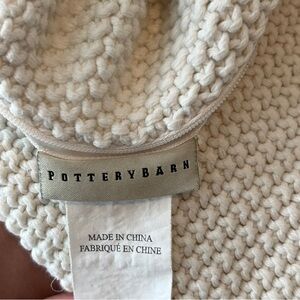 POTTERYBARN
MADE IN CHINA
FABRIQUÉ EN CHINE